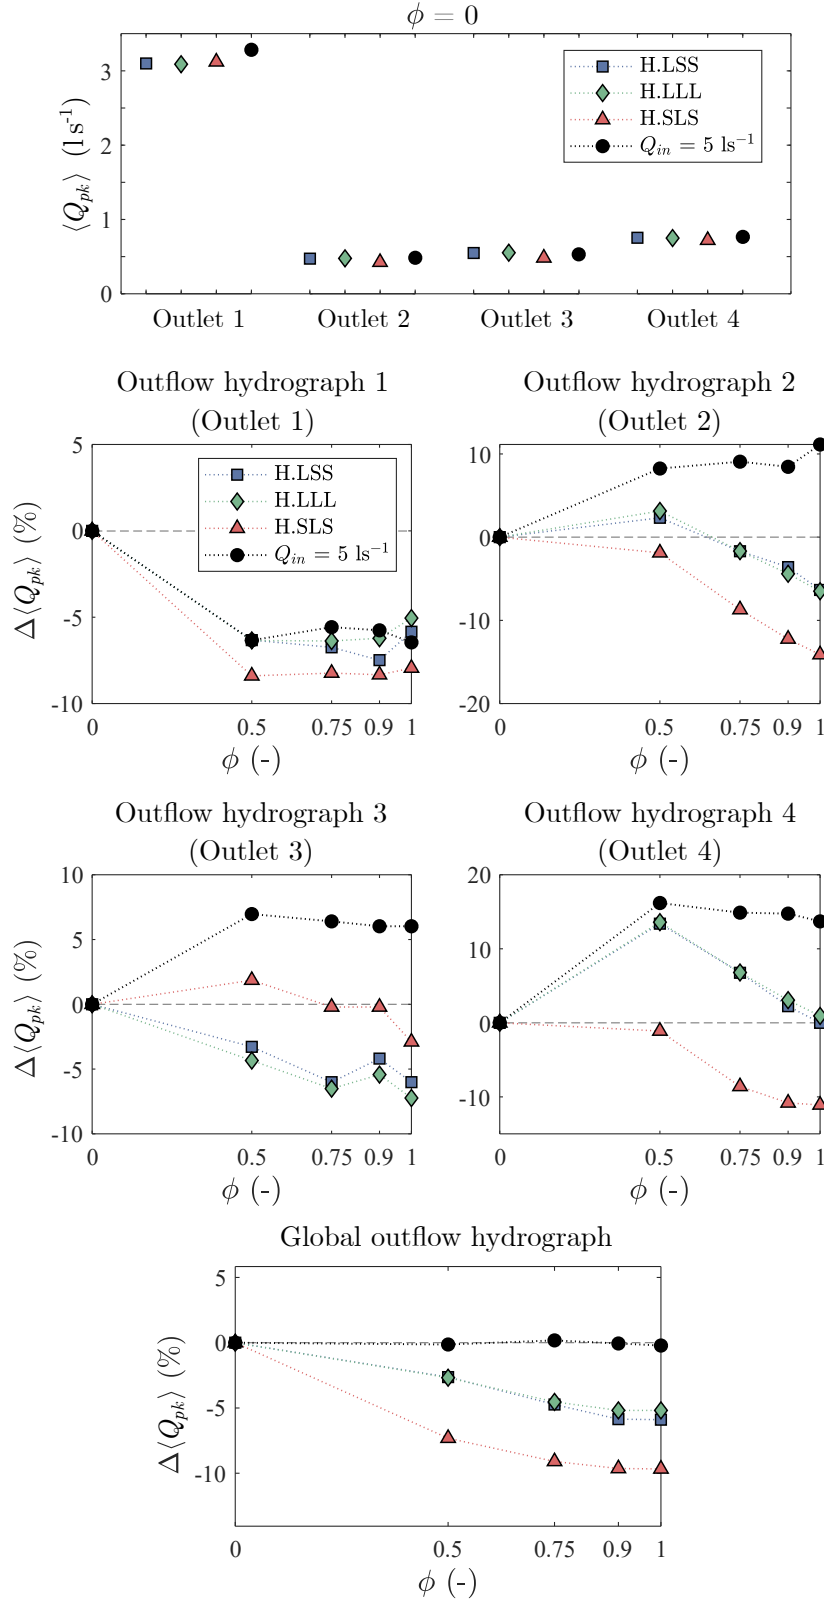 ϕ = 0
⟨Q_pk⟩ (l s⁻¹)
3
2
1
0
H.LSS
H.LLL
H.SLS
Q_in = 5 ls⁻¹
Outlet 1 Outlet 2 Outlet 3 Outlet 4
Outflow hydrograph 1
(Outlet 1)
Δ⟨Q_pk⟩ (%)
5
0
-5
-10
H.LSS
H.LLL
H.SLS
Q_in = 5 ls⁻¹
0 0.5 0.75 0.9 1
ϕ (-)
Outflow hydrograph 2
(Outlet 2)
10
0
-10
-20
0 0.5 0.75 0.9 1
ϕ (-)
Outflow hydrograph 3
(Outlet 3)
Δ⟨Q_pk⟩ (%)
10
5
0
-5
-10
0 0.5 0.75 0.9 1
ϕ (-)
Outflow hydrograph 4
(Outlet 4)
20
10
0
-10
0 0.5 0.75 0.9 1
ϕ (-)
Global outflow hydrograph
Δ⟨Q_pk⟩ (%)
5
0
-5
-10
0 0.5 0.75 0.9 1
ϕ (-)